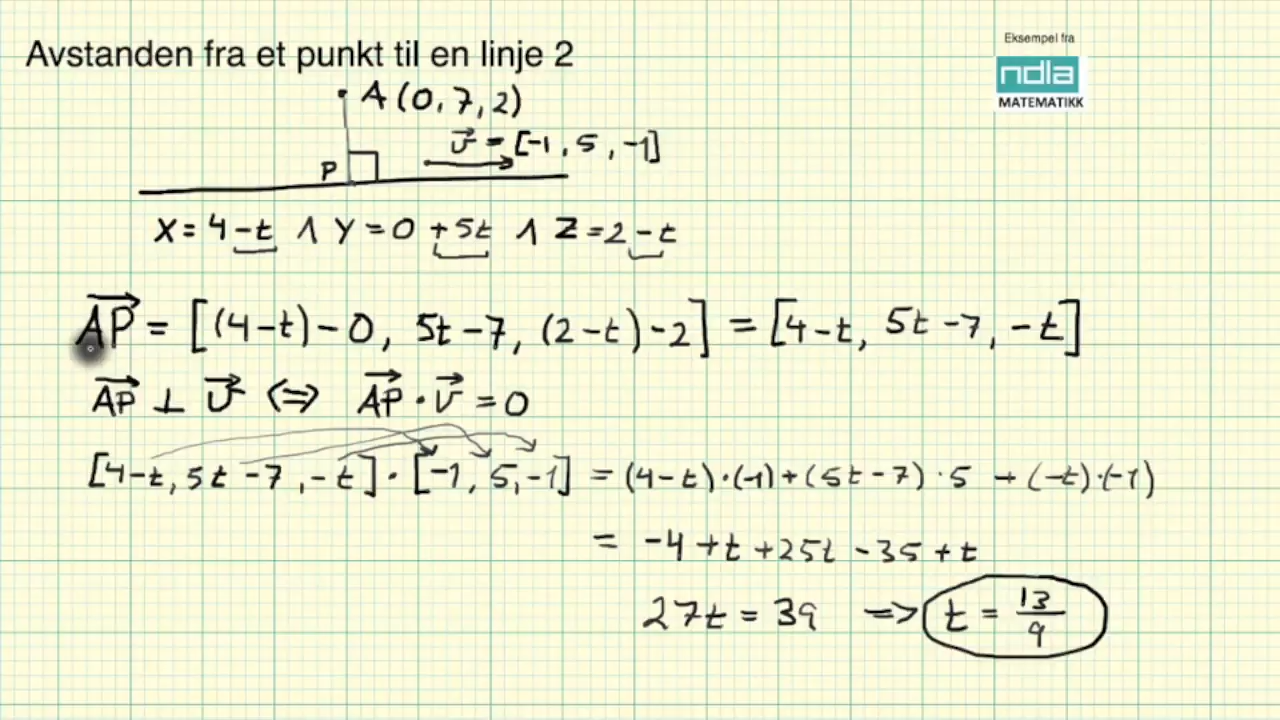 Eksempel fra
ndla
MATEMATIKK
Avstanden fra et punkt til en linje 2
A (0, 7, 2)
v⃗ = [-1, 5, -1]
P
X = 4 - t ∧ Y = 0 + 5t ∧ Z = 2 - t
AP⃗ = [(4-t)-0, 5t-7, (2-t)-2] = [4-t, 5t-7, -t]
AP⃗ ⊥ v⃗ ⇔ AP⃗ · v⃗ = 0
[4-t, 5t-7, -t] · [-1, 5, -1] = (4-t)·(-1)+(5t-7)·5 + (-t)·(-1)
= -4+t+25t-35+t
27t = 39 => t = 13/9